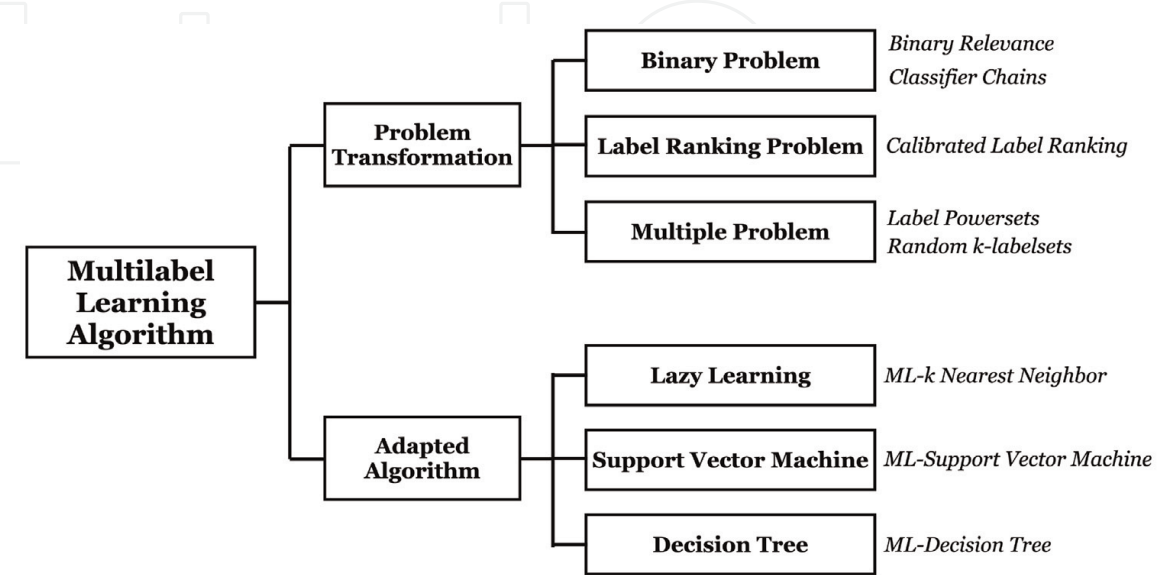 Multilabel
Learning
Algorithm
Problem
Transformation
Binary Problem
Binary Relevance
Classifier Chains
Label Ranking Problem
Calibrated Label Ranking
Multiple Problem
Label Powersets
Random k-labelsets
Adapted
Algorithm
Lazy Learning
ML-k Nearest Neighbor
Support Vector Machine
ML-Support Vector Machine
Decision Tree
ML-Decision Tree